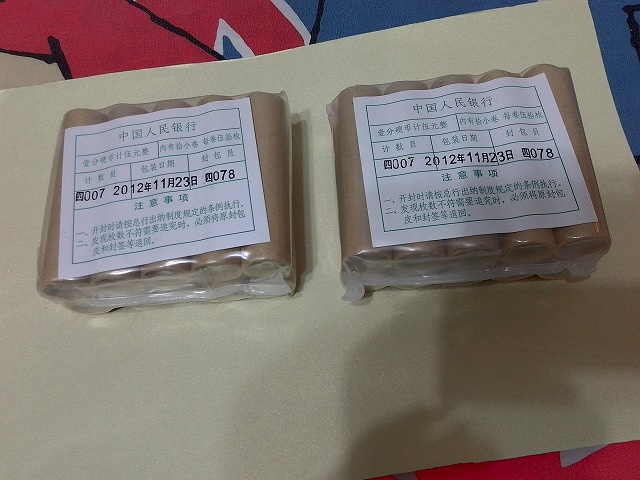 中国人民银行
壹分硬币计伍元整 内有拾小卷 每卷伍拾枚
计数员 包装日期 封包员
四007 2012年11月23日 四078
注意事项
一、开封时请按总行出纳制度规定的条例执行。
二、发现枚数不符需要追究时，必须将原封包
皮和封签等退回。
中国人民银行
壹分硬币计伍元整 内有拾小卷 每卷伍拾枚
计数员 包装日期 封包员
四007 2012年11月23日 四078
注意事项
一、开封时请按总行出纳制度规定的条例执行。
二、发现枚数不符需要追究时，必须将原封包
皮和封签等退回。